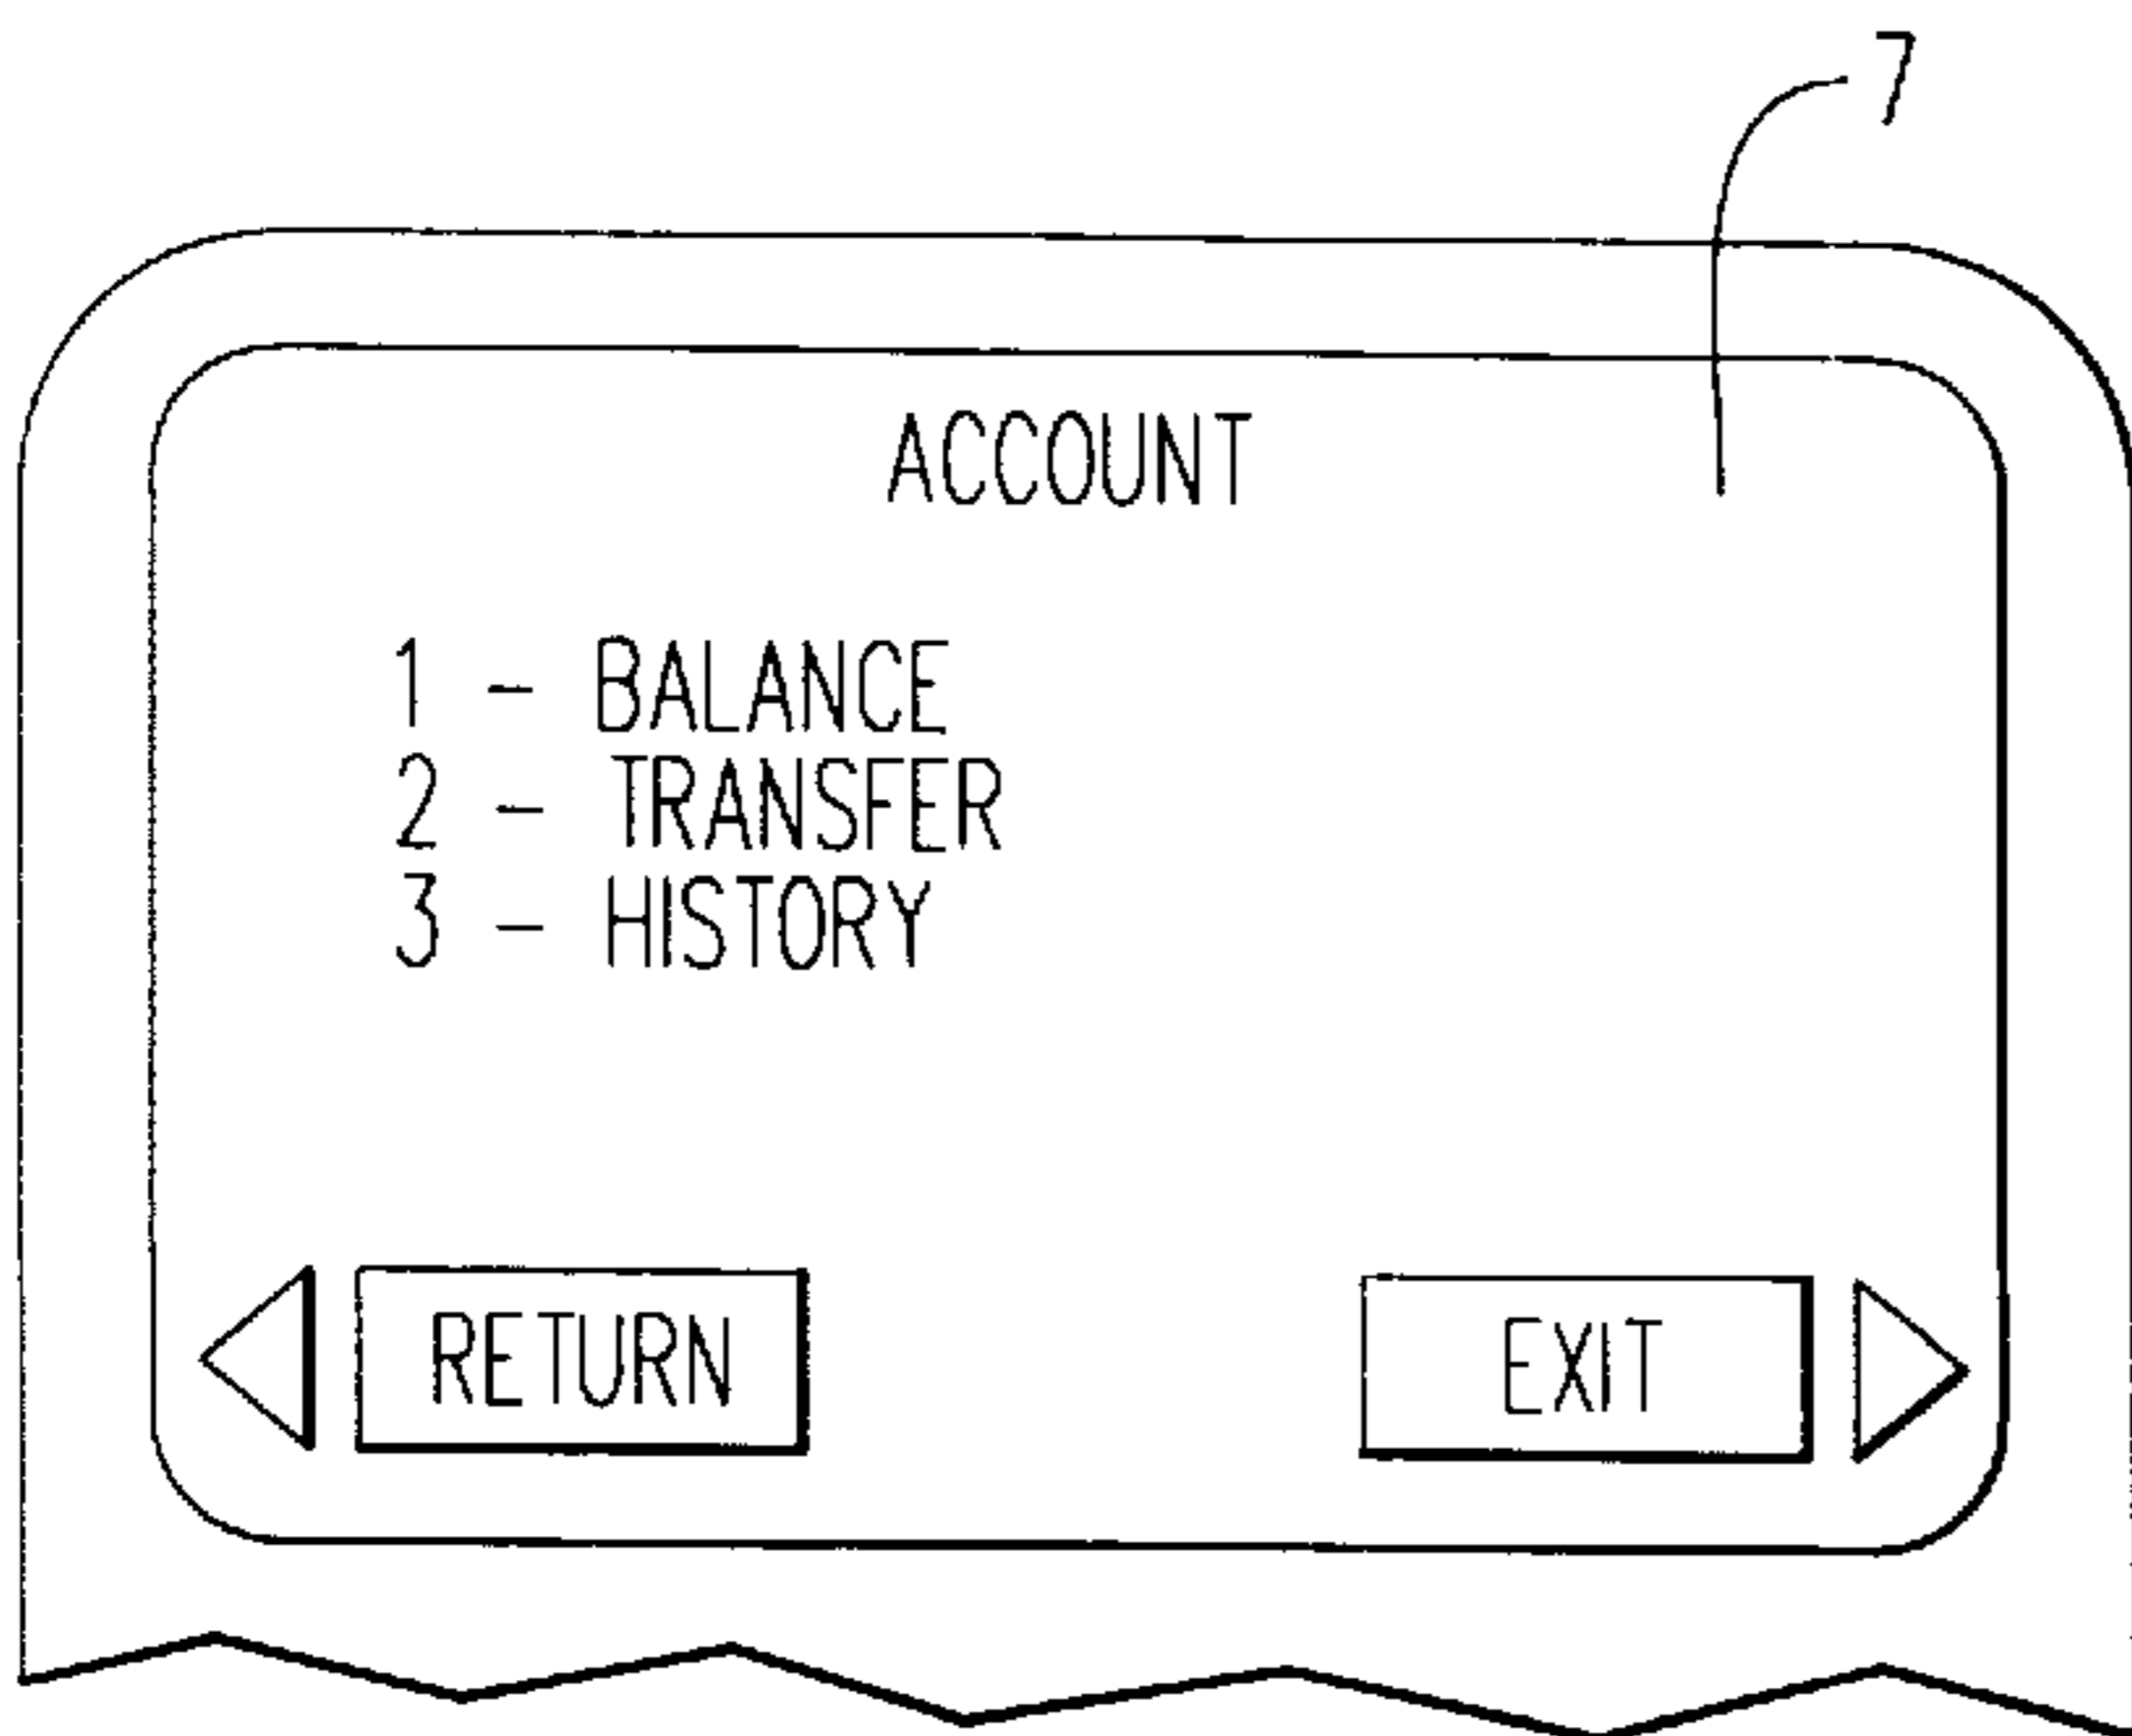 7
ACCOUNT
1 - BALANCE
2 - TRANSFER
3 - HISTORY
RETURN EXIT